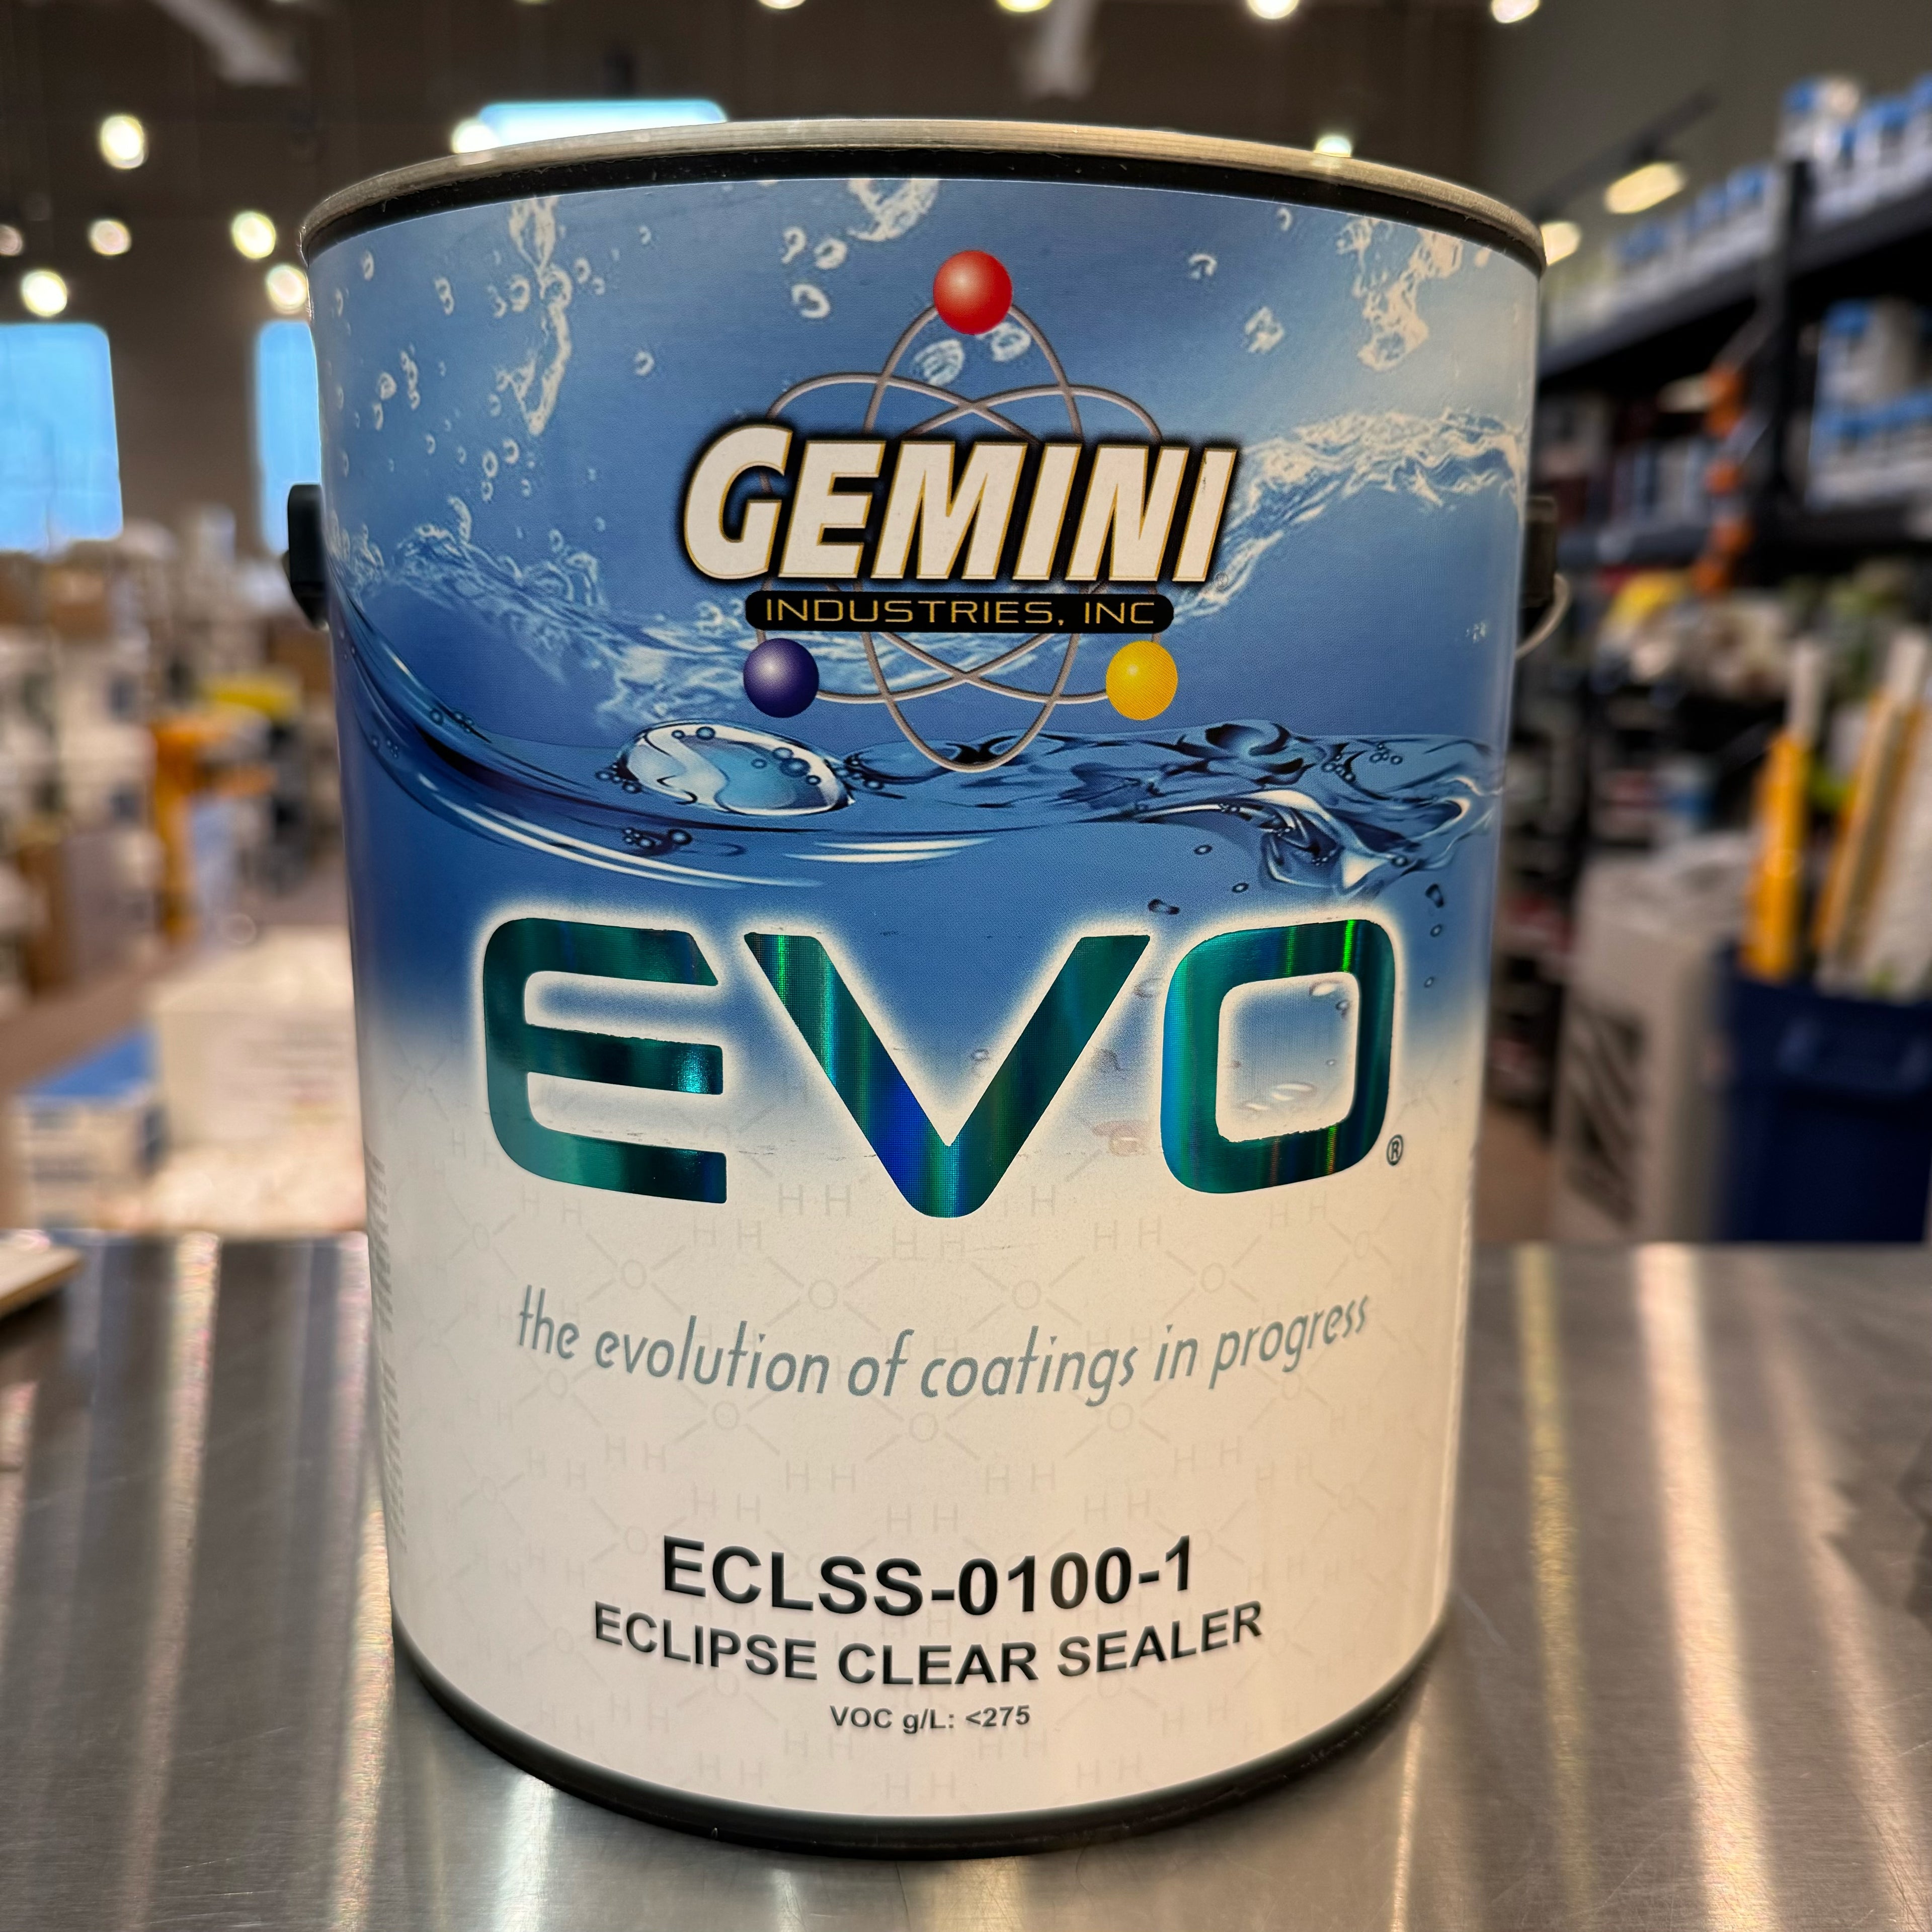 GEMINI
INDUSTRIES, INC
EVO®
the evolution of coatings in progress
ECLSS-0100-1
ECLIPSE CLEAR SEALER
VOC g/L: <275